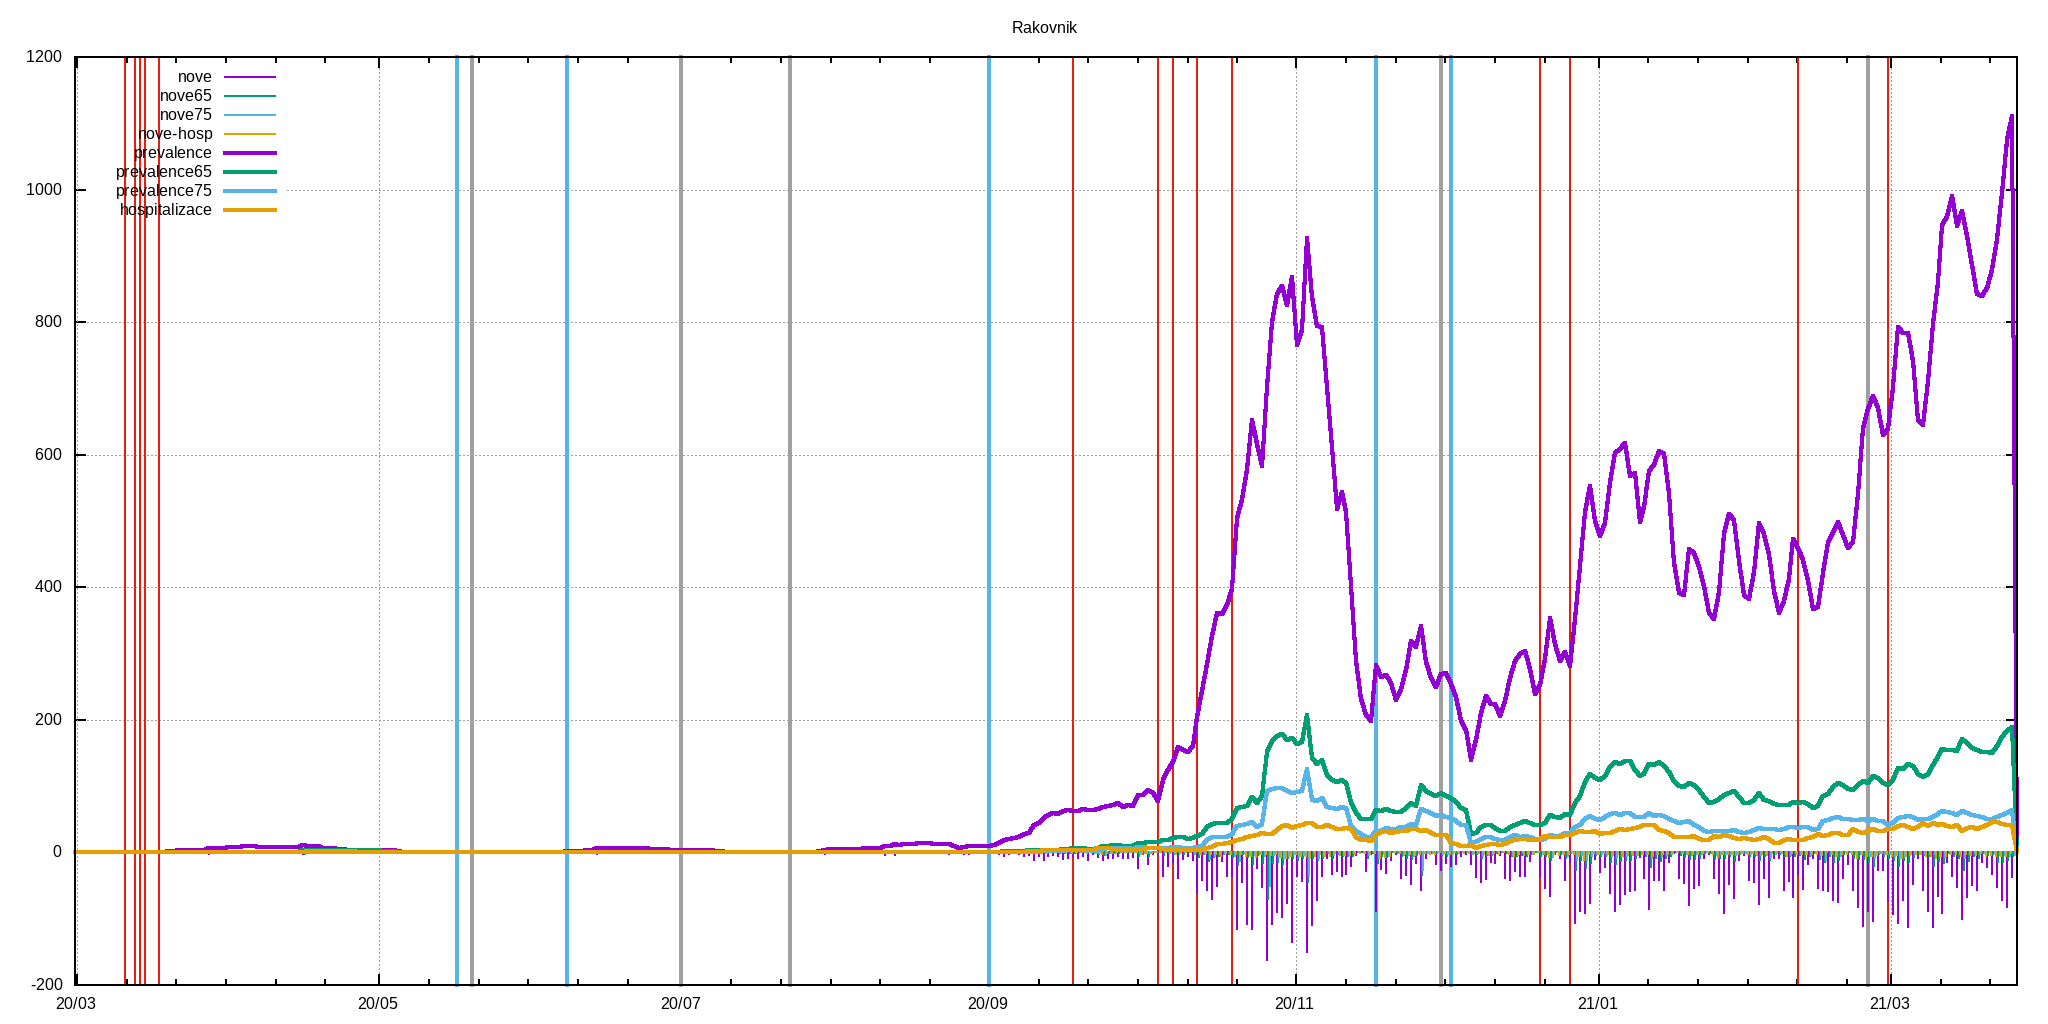 Rakovnik
1200
nove
nove65
nove75
nove-hosp
prevalence
prevalence65
prevalence75
hospitalizace
1000
800
600
400
200
0
-200
20/03 20/05 20/07 20/09 20/11 21/01 21/03